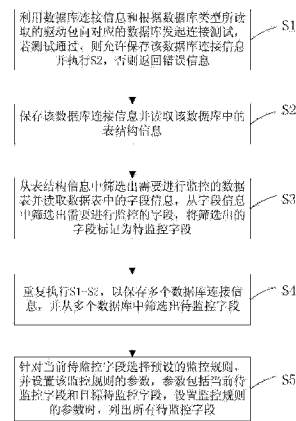 利用数据库连接信息和根据数据库类型所读
取的驱动包向对应的数据库发起连接测试,
若测试通过,则允许保存该数据库连接信息
并执行S2,否则返回错误信息
S1
保存该数据库连接信息并读取该数据库中的
表结构信息
S2
从表结构信息中筛选出需要进行监控的数据
表并读取数据表中的字段信息,从字段信息
中筛选出需要进行监控的字段,将筛选出的
字段标记为待监控字段
S3
重复执行S1-S2,以保存多个数据库连接信
息,并从多个数据库中筛选出待监控字段
S4
针对当前待监控字段选择预设的监控规则,
并设置该监控规则的参数,参数包括当前待
监控字段和目标待监控字段,设置监控规则
的参数时,列出所有待监控字段
S5